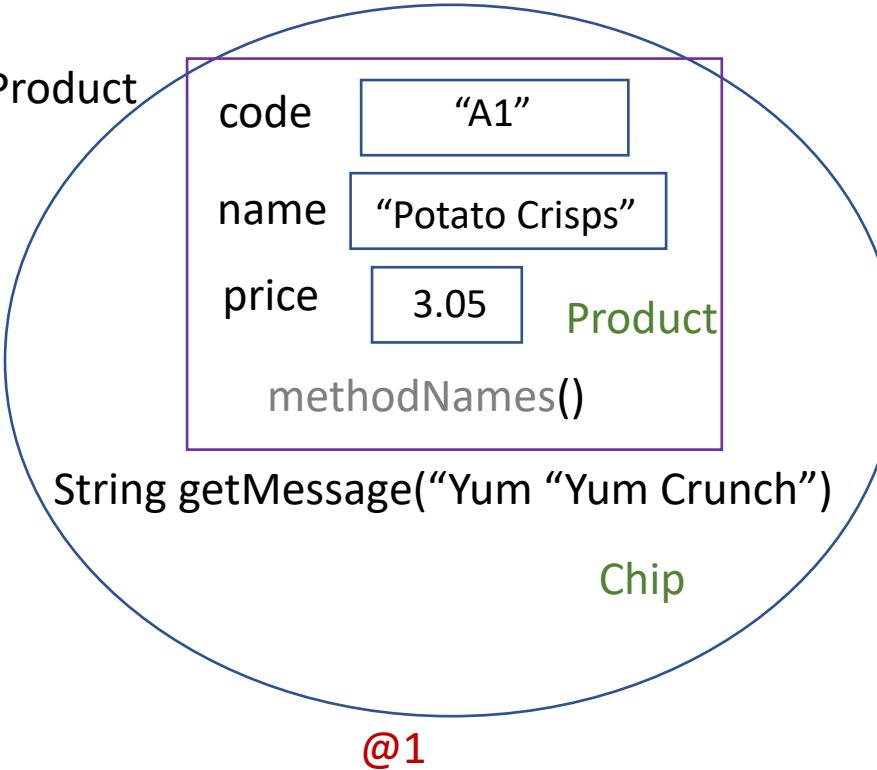 Product
code “A1”
name “Potato Crisps”
price 3.05
Product
methodNames()
String getMessage(“Yum “Yum Crunch”)
Chip
@1